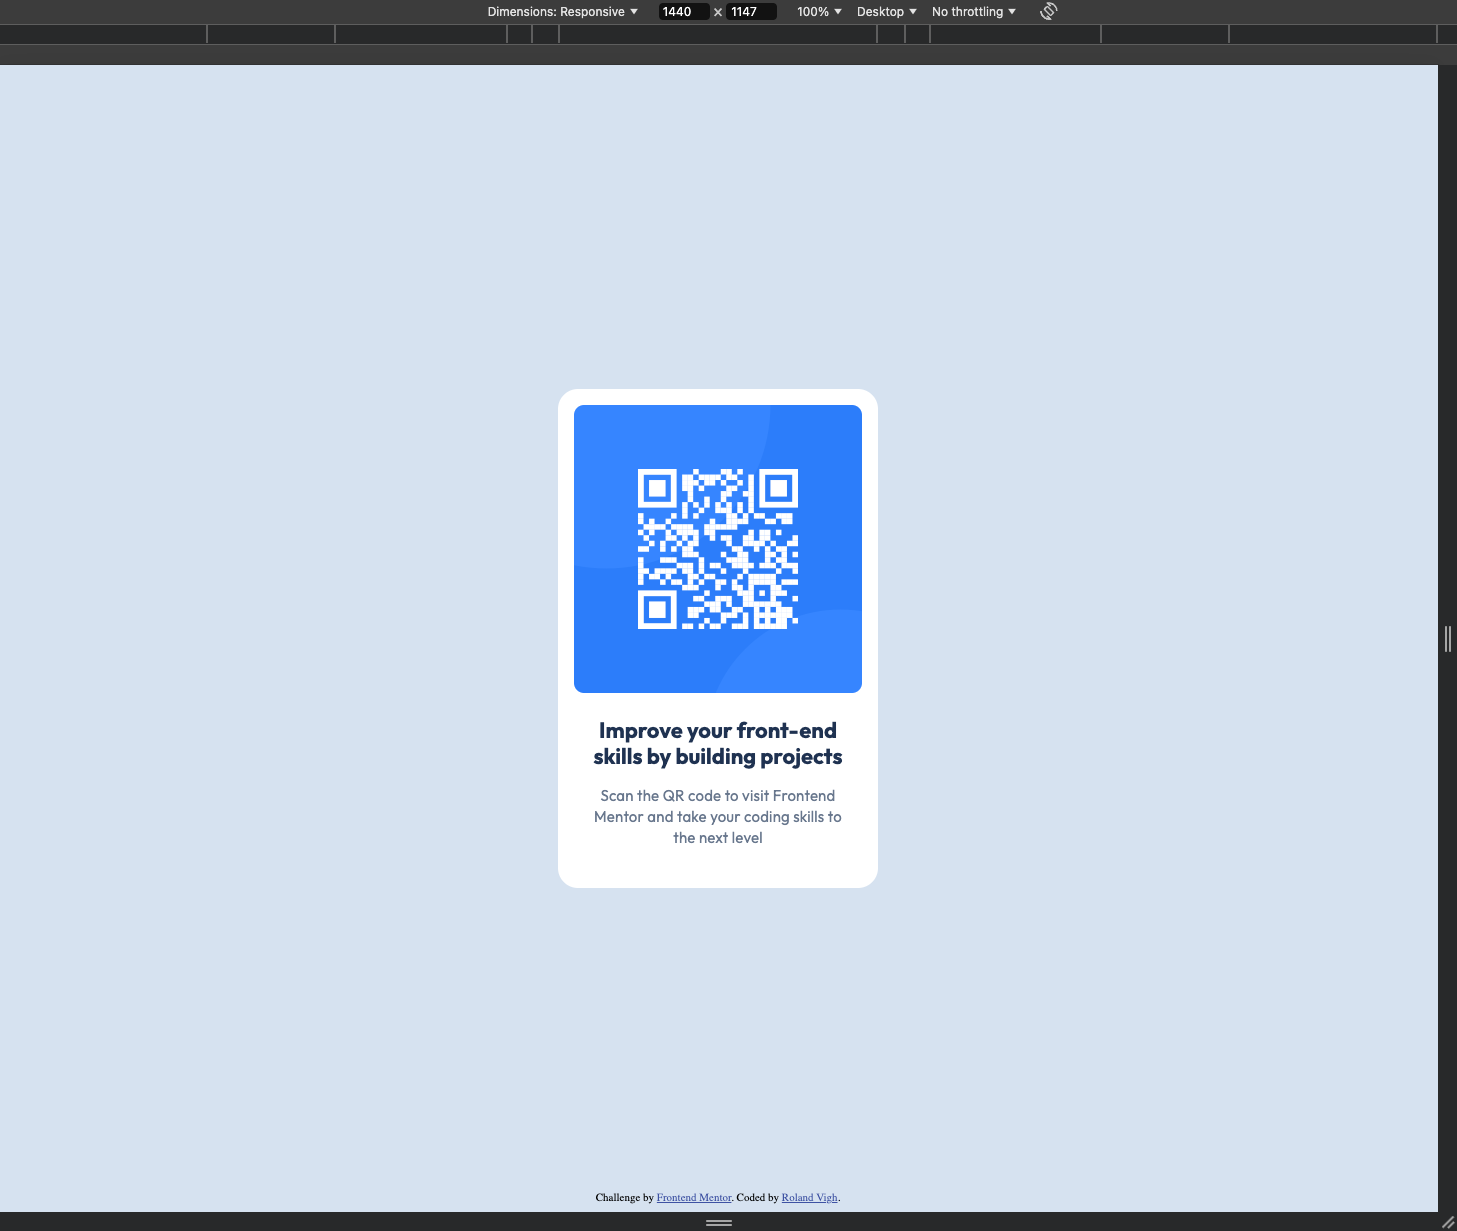 Dimensions: Responsive 1440 × 1147 100% Desktop No throttling
Improve your front-end
skills by building projects
Scan the QR code to visit Frontend
Mentor and take your coding skills to
the next level
Challenge by Frontend Mentor. Coded by Roland Vigh.